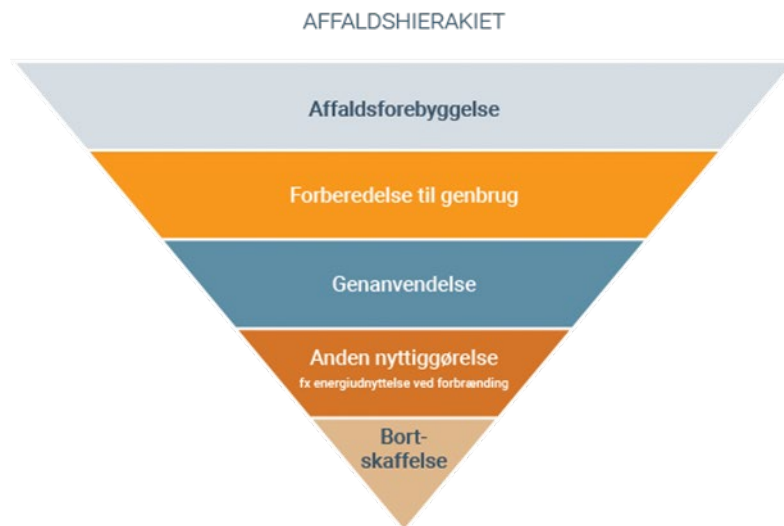 AFFALDSHIERAKIET
Affaldsforebyggelse
Forberedelse til genbrug
Genanvendelse
Anden nyttiggørelse
fx energiudnyttelse ved forbrænding
Bort-
skaffelse